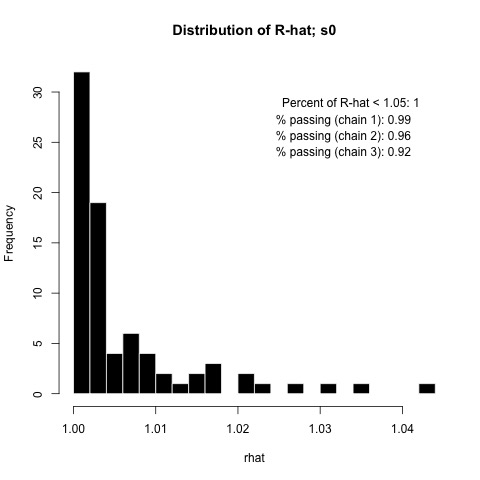 Distribution of R-hat; s0
Percent of R-hat < 1.05: 1
% passing (chain 1): 0.99
% passing (chain 2): 0.96
% passing (chain 3): 0.92
Frequency
30
25
20
15
10
5
0
1.00 1.01 1.02 1.03 1.04
rhat